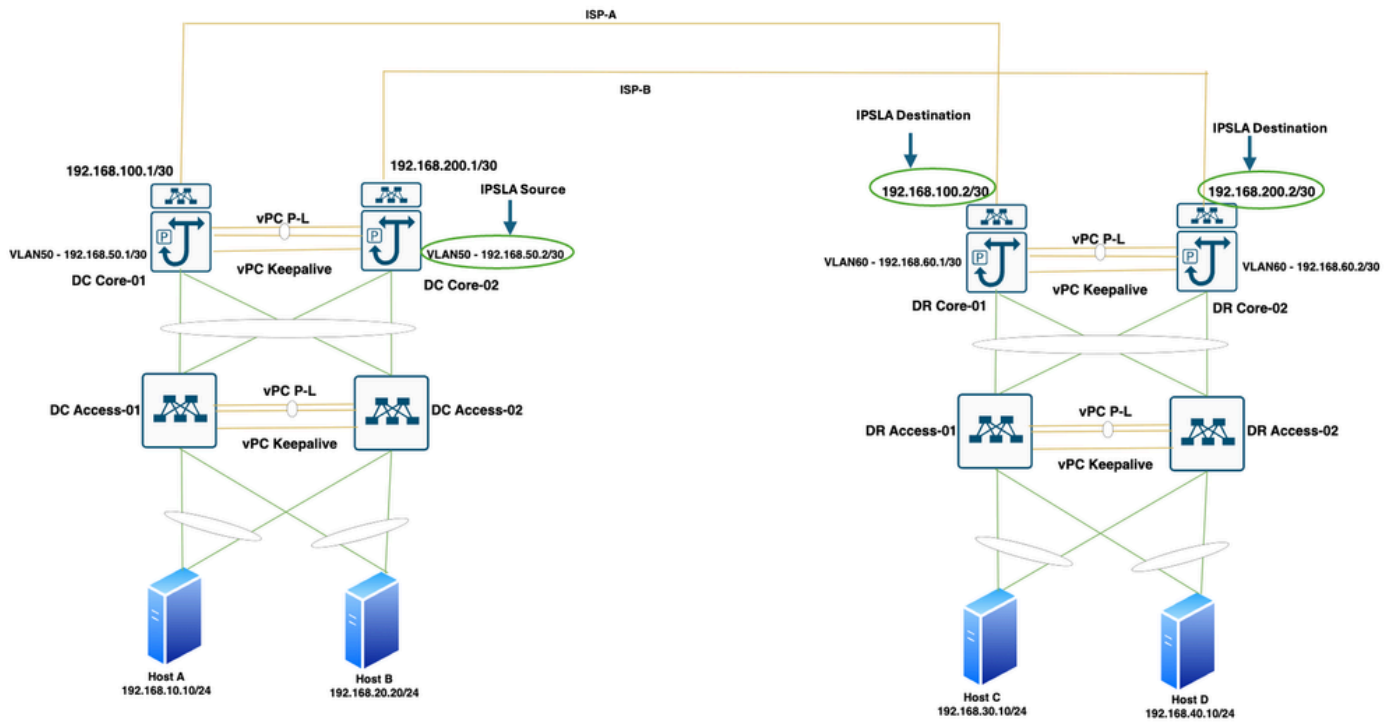 ISP-A
ISP-B
IPSLA Destination
IPSLA Destination
192.168.100.1/30
192.168.200.1/30
IPSLA Source
192.168.100.2/30
192.168.200.2/30
vPC P-L
P
P
VLAN50 - 192.168.50.1/30
VLAN50 - 192.168.50.2/30
vPC Keepalive
DC Core-01
DC Core-02
vPC P-L
P
P
VLAN60 - 192.168.60.1/30
VLAN60 - 192.168.60.2/30
vPC Keepalive
DR Core-01
DR Core-02
vPC P-L
DC Access-01
DC Access-02
vPC Keepalive
vPC P-L
DR Access-01
DR Access-02
vPC Keepalive
Host A
192.168.10.10/24
Host B
192.168.20.20/24
Host C
192.168.30.10/24
Host D
192.168.40.10/24